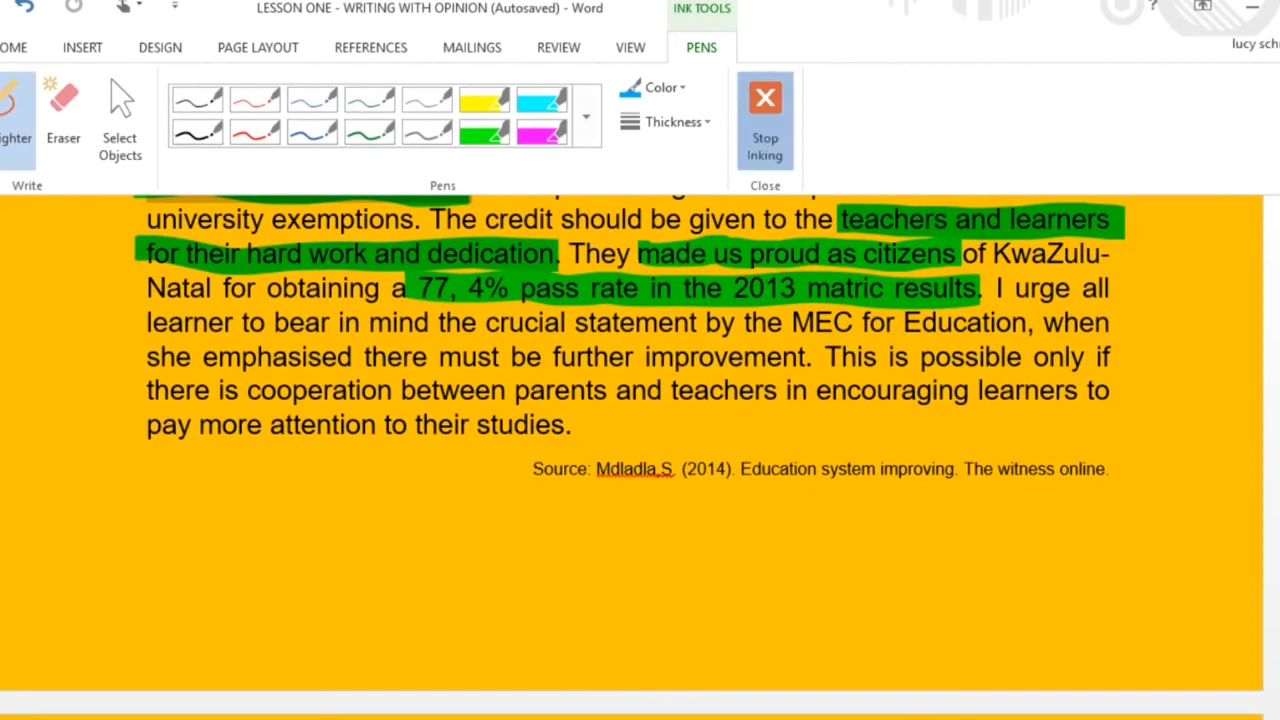 LESSON ONE - WRITING WITH OPINION (Autosaved) - Word
INK TOOLS
?
INSERT DESIGN PAGE LAYOUT REFERENCES MAILINGS REVIEW VIEW PENS
lucy
Eraser
Select Objects
Color
Thickness
Stop Inking
Write Pens Close
university exemptions. The credit should be given to the teachers and learners
for their hard work and dedication. They made us proud as citizens of KwaZulu-
Natal for obtaining a 77, 4% pass rate in the 2013 matric results. I urge all
learner to bear in mind the crucial statement by the MEC for Education, when
she emphasised there must be further improvement. This is possible only if
there is cooperation between parents and teachers in encouraging learners to
pay more attention to their studies.
Source: Mdladla,S. (2014). Education system improving. The witness online.